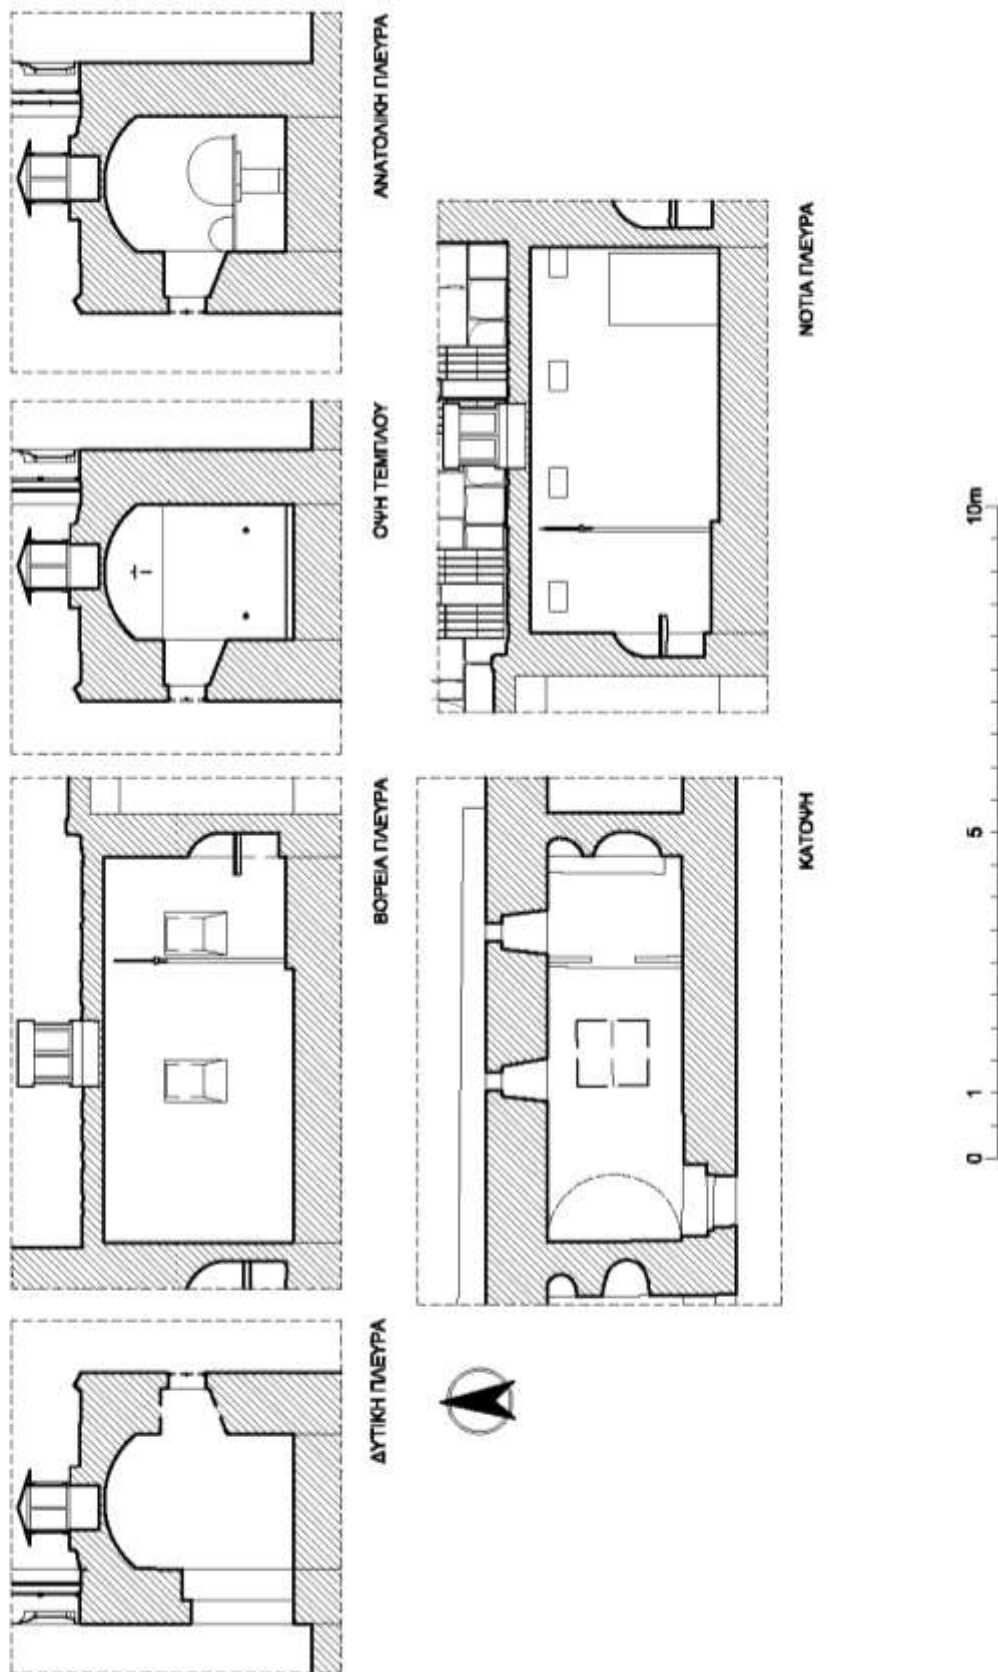 ΑΝΑΤΟΛΙΚΗ ΠΛΕΥΡΑ
ΟΨΗ ΤΕΜΠΛΟΥ
ΒΟΡΕΙΑ ΠΛΕΥΡΑ
ΔΥΤΙΚΗ ΠΛΕΥΡΑ
ΝΟΤΙΑ ΠΛΕΥΡΑ
ΚΑΤΟΨΗ
0 1 5 10m